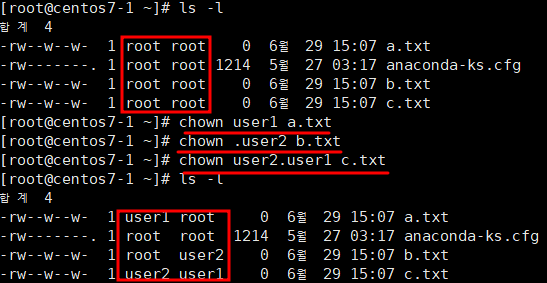 [root@centos7-1 ~]# ls -l
합계 4
-rw--w--w- 1 root root 0 6월 29 15:07 a.txt
-rw-------. 1 root root 1214 5월 27 03:17 anaconda-ks.cfg
-rw--w--w- 1 root root 0 6월 29 15:07 b.txt
-rw--w--w- 1 root root 0 6월 29 15:07 c.txt
[root@centos7-1 ~]# chown user1 a.txt
[root@centos7-1 ~]# chown .user2 b.txt
[root@centos7-1 ~]# chown user2.user1 c.txt
[root@centos7-1 ~]# ls -l
합계 4
-rw--w--w- 1 user1 root 0 6월 29 15:07 a.txt
-rw-------. 1 root root 1214 5월 27 03:17 anaconda-ks.cfg
-rw--w--w- 1 root user2 0 6월 29 15:07 b.txt
-rw--w--w- 1 user2 user1 0 6월 29 15:07 c.txt